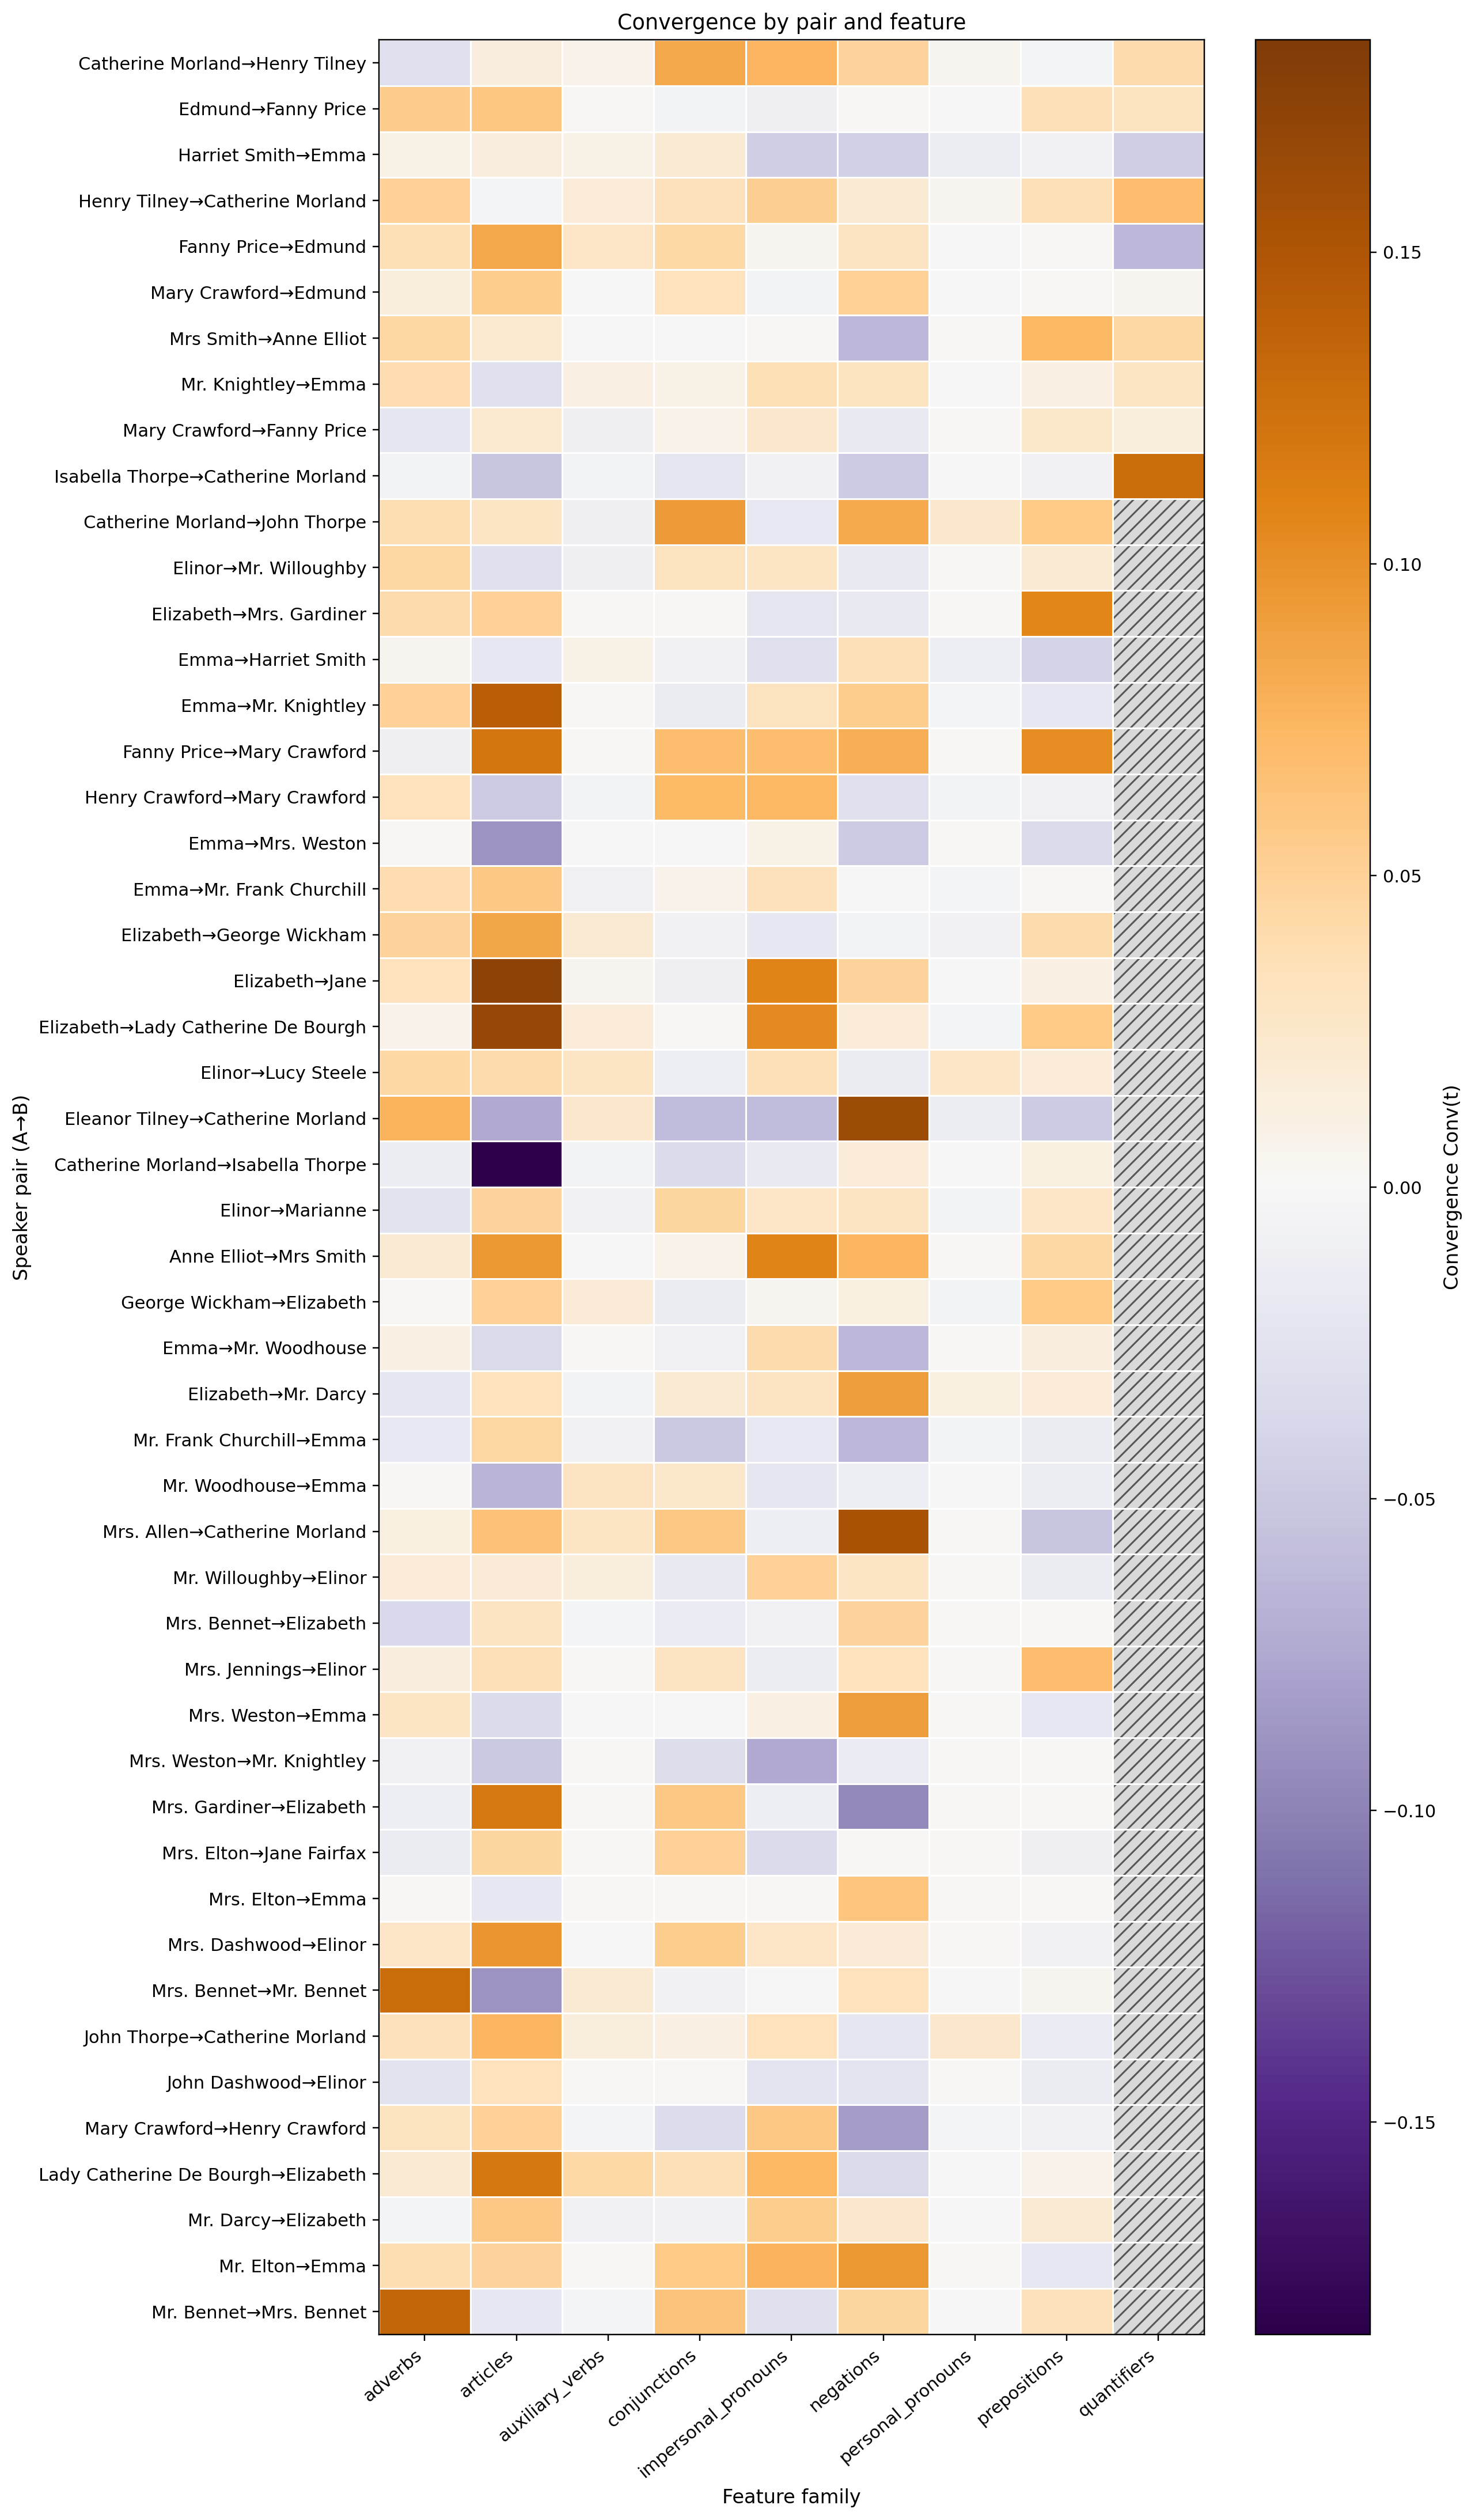 Convergence by pair and feature
Catherine Morland→Henry Tilney
Edmund→Fanny Price
Harriet Smith→Emma
Henry Tilney→Catherine Morland
Fanny Price→Edmund
Mary Crawford→Edmund
Mrs Smith→Anne Elliot
Mr. Knightley→Emma
Mary Crawford→Fanny Price
Isabella Thorpe→Catherine Morland
Catherine Morland→John Thorpe
Elinor→Mr. Willoughby
Elizabeth→Mrs. Gardiner
Emma→Harriet Smith
Emma→Mr. Knightley
Fanny Price→Mary Crawford
Henry Crawford→Mary Crawford
Emma→Mrs. Weston
Emma→Mr. Frank Churchill
Elizabeth→George Wickham
Elizabeth→Jane
Elizabeth→Lady Catherine De Bourgh
Elinor→Lucy Steele
Eleanor Tilney→Catherine Morland
Catherine Morland→Isabella Thorpe
Elinor→Marianne
Anne Elliot→Mrs Smith
George Wickham→Elizabeth
Emma→Mr. Woodhouse
Elizabeth→Mr. Darcy
Mr. Frank Churchill→Emma
Mr. Woodhouse→Emma
Mrs. Allen→Catherine Morland
Mr. Willoughby→Elinor
Mrs. Bennet→Elizabeth
Mrs. Jennings→Elinor
Mrs. Weston→Emma
Mrs. Weston→Mr. Knightley
Mrs. Gardiner→Elizabeth
Mrs. Elton→Jane Fairfax
Mrs. Elton→Emma
Mrs. Dashwood→Elinor
Mrs. Bennet→Mr. Bennet
John Thorpe→Catherine Morland
John Dashwood→Elinor
Mary Crawford→Henry Crawford
Lady Catherine De Bourgh→Elizabeth
Mr. Darcy→Elizabeth
Mr. Elton→Emma
Mr. Bennet→Mrs. Bennet
Speaker pair (A→B)
adverbs
articles
auxiliary_verbs
conjunctions
impersonal_pronouns
negations
personal_pronouns
prepositions
quantifiers
Feature family
0.15
0.10
0.05
0.00
−0.05
−0.10
−0.15
Convergence Conv(t)